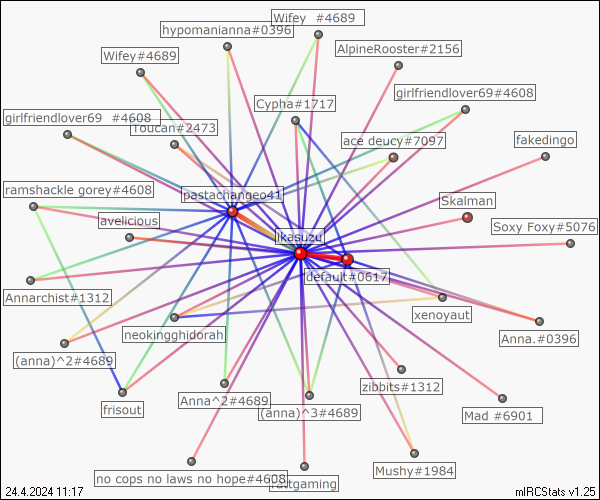 Wifey  #4689
hypomanianna#0396
AlpineRooster#2156
Wifey#4689
girlfriendlover69#4608
Cypha#1717
girlfriendlover69  #4608
Toucan#2473
ace deucy#7097
fakedingo
ramshackle gorey#4608
pastachangeo41
Skalman
avelicious
ikasuzu
Soxy Foxy#5076
default#0617
Annarchist#1312
xenoyaut
neokingghidorah
Anna.#0396
(anna)^2#4689
zibbits#1312
frisout
Anna^2#4689
(anna)^3#4689
Mad #6901
no cops no laws no hope#4608
Mushy#1984
24.4.2024 11:17
mIRCStats v1.25